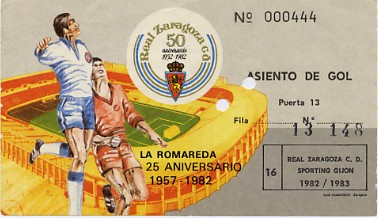 Nº 000444
Real Zaragoza C.D.
50
aniversario
1932-1982
ASIENTO DE GOL
Puerta 13
Fila Nº
13 148
LA ROMAREDA
25 ANIVERSARIO
1957-1982
16
REAL ZARAGOZA C. D.
SPORTING GIJON
1982 / 1983